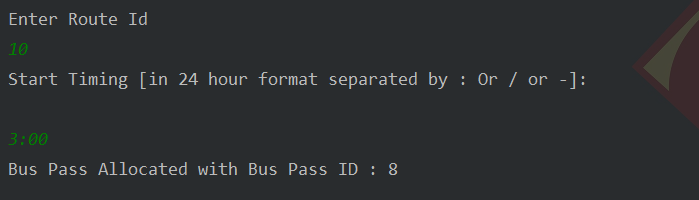 Enter Route Id
10
Start Timing [in 24 hour format separated by : Or / or -]:
3:00
Bus Pass Allocated with Bus Pass ID : 8